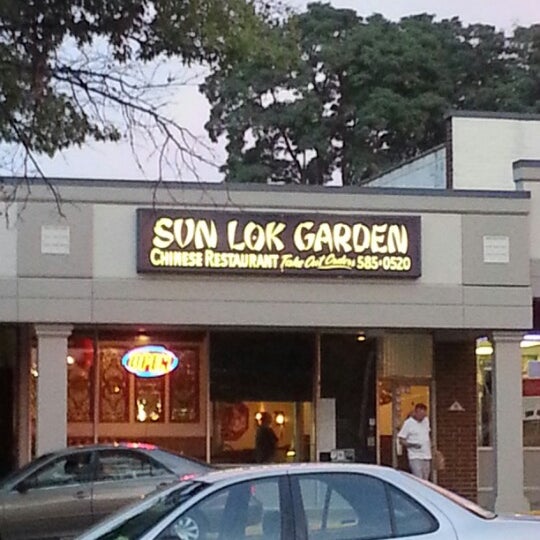 SUN LOK GARDEN
CHINESE RESTAURANT Take Out Orders 585-0520
OPEN